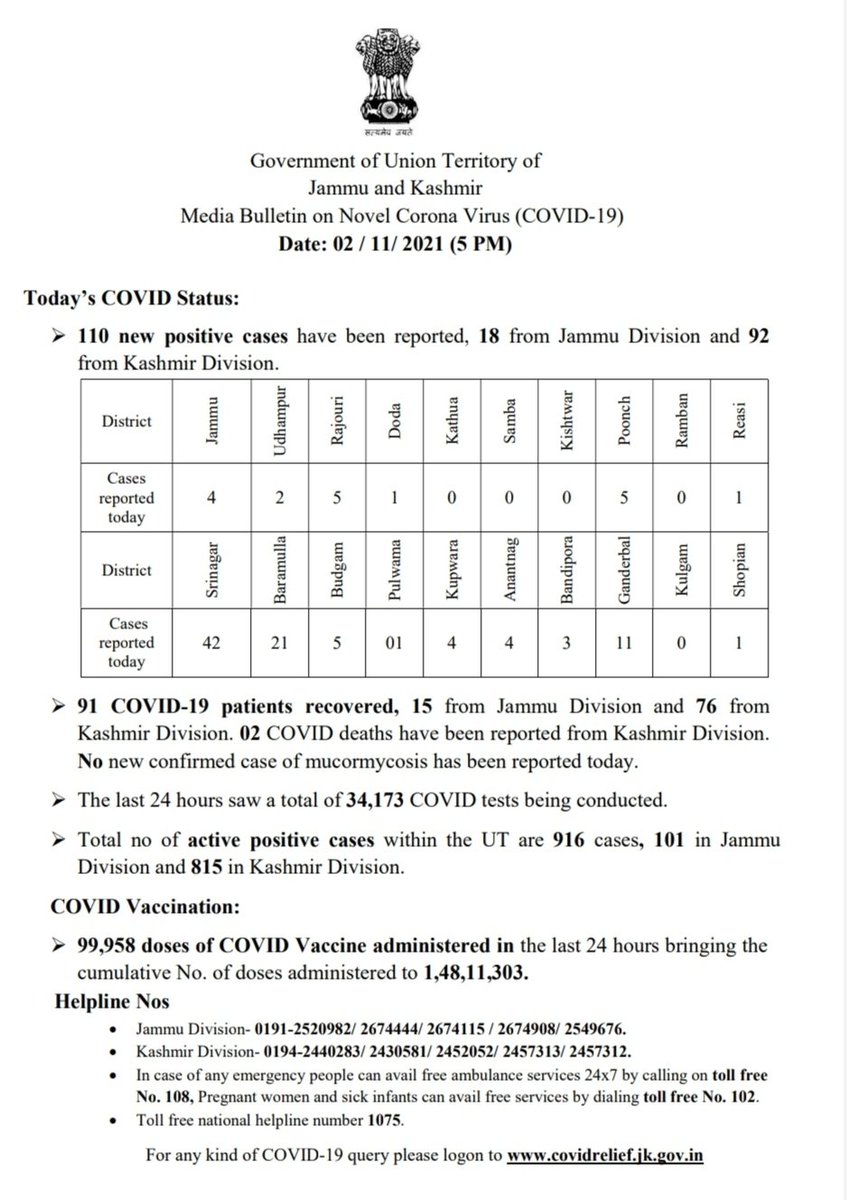 सत्यमेव जयते
Government of Union Territory of
Jammu and Kashmir
Media Bulletin on Novel Corona Virus (COVID-19)
Date: 02 / 11/ 2021 (5 PM)
Today's COVID Status:
➢ 110 new positive cases have been reported, 18 from Jammu Division and 92
from Kashmir Division.
District Jammu Udhampur Rajouri Doda Kathua Samba Kishtwar Poonch Ramban Reasi
Cases
reported
today 4 2 5 1 0 0 0 5 0 1
District Srinagar Baramulla Budgam Pulwama Kupwara Anantnag Bandipora Ganderbal Kulgam Shopian
Cases
reported
today 42 21 5 01 4 4 3 11 0 1
➢ 91 COVID-19 patients recovered, 15 from Jammu Division and 76 from
Kashmir Division. 02 COVID deaths have been reported from Kashmir Division.
No new confirmed case of mucormycosis has been reported today.
➢ The last 24 hours saw a total of 34,173 COVID tests being conducted.
➢ Total no of active positive cases within the UT are 916 cases, 101 in Jammu
Division and 815 in Kashmir Division.
COVID Vaccination:
➢ 99,958 doses of COVID Vaccine administered in the last 24 hours bringing the
cumulative No. of doses administered to 1,48,11,303.
Helpline Nos
• Jammu Division- 0191-2520982/ 2674444/ 2674115 / 2674908/ 2549676.
• Kashmir Division- 0194-2440283/ 2430581/ 2452052/ 2457313/ 2457312.
• In case of any emergency people can avail free ambulance services 24x7 by calling on toll free
No. 108, Pregnant women and sick infants can avail free services by dialing toll free No. 102.
• Toll free national helpline number 1075.
For any kind of COVID-19 query please logon to www.covidrelief.jk.gov.in